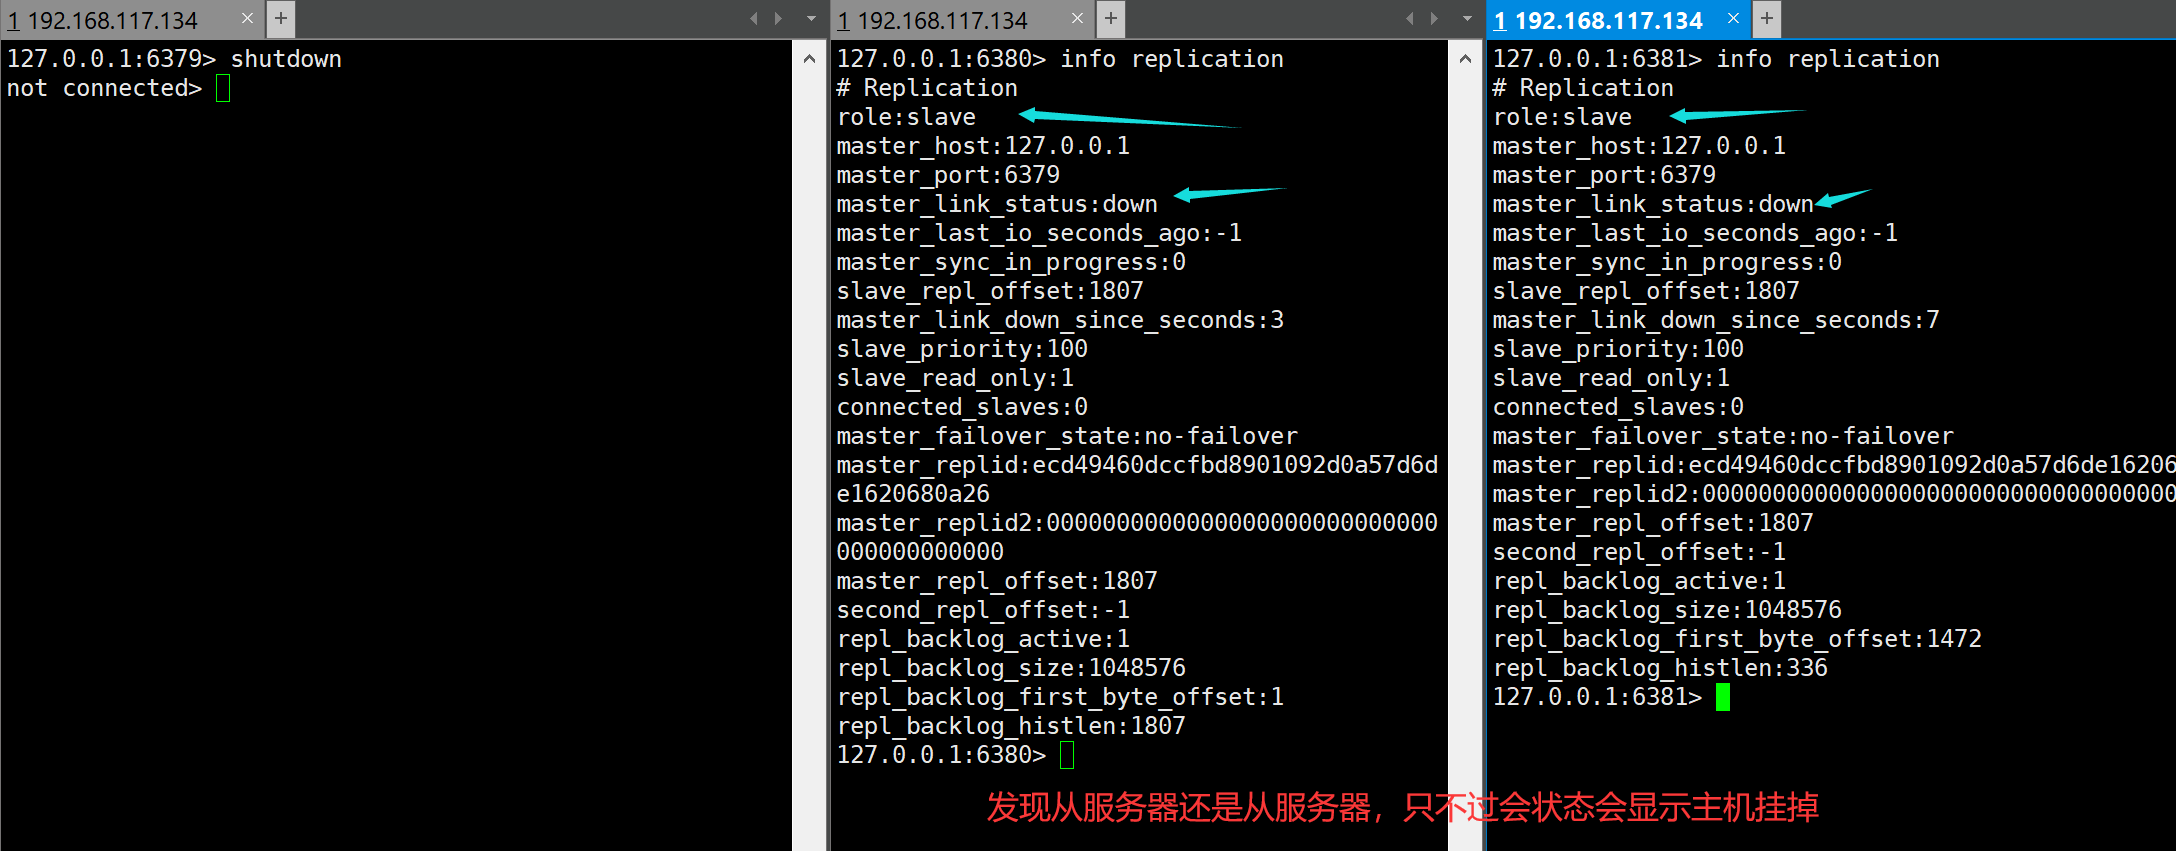 1 192.168.117.134
127.0.0.1:6379> shutdown
not connected>
1 192.168.117.134
127.0.0.1:6380> info replication
# Replication
role:slave
master_host:127.0.0.1
master_port:6379
master_link_status:down
master_last_io_seconds_ago:-1
master_sync_in_progress:0
slave_repl_offset:1807
master_link_down_since_seconds:3
slave_priority:100
slave_read_only:1
connected_slaves:0
master_failover_state:no-failover
master_replid:ecd49460dccfbd8901092d0a57d6d
e1620680a26
master_replid2:0000000000000000000000000000
000000000000
master_repl_offset:1807
second_repl_offset:-1
repl_backlog_active:1
repl_backlog_size:1048576
repl_backlog_first_byte_offset:1
repl_backlog_histlen:1807
127.0.0.1:6380>
1 192.168.117.134
127.0.0.1:6381> info replication
# Replication
role:slave
master_host:127.0.0.1
master_port:6379
master_link_status:down
master_last_io_seconds_ago:-1
master_sync_in_progress:0
slave_repl_offset:1807
master_link_down_since_seconds:7
slave_priority:100
slave_read_only:1
connected_slaves:0
master_failover_state:no-failover
master_replid:ecd49460dccfbd8901092d0a57d6de16206
master_replid2:0000000000000000000000000000000000
master_repl_offset:1807
second_repl_offset:-1
repl_backlog_active:1
repl_backlog_size:1048576
repl_backlog_first_byte_offset:1472
repl_backlog_histlen:336
127.0.0.1:6381>
发现从服务器还是从服务器，只不过会状态会显示主机挂掉